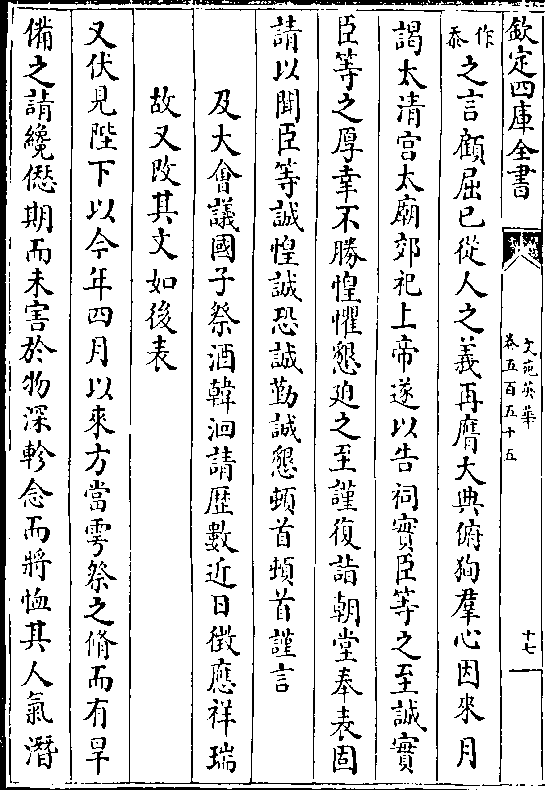 欽定四庫全書
文苑英華
卷五百五十五
十七
作
忝之言顧屈已從人之義再膺大典俯狥羣心因來月
謁太清宫太廟郊祀上帝遂以告祠實臣等之至誠實
臣等之厚幸不勝惶懼懇迫之至謹復詣朝堂奉表固
請以聞臣等誠惶誠恐誠勤誠懇頓首頓首謹言
及大會議國子祭酒韓洄請歴數近日徴應祥瑞
故又改其文如後表
又伏見陛下以今年四月以來方當雩祭之脩而有旱
備之請纔愆期而未害於物深軫念而將恤其人氣潛